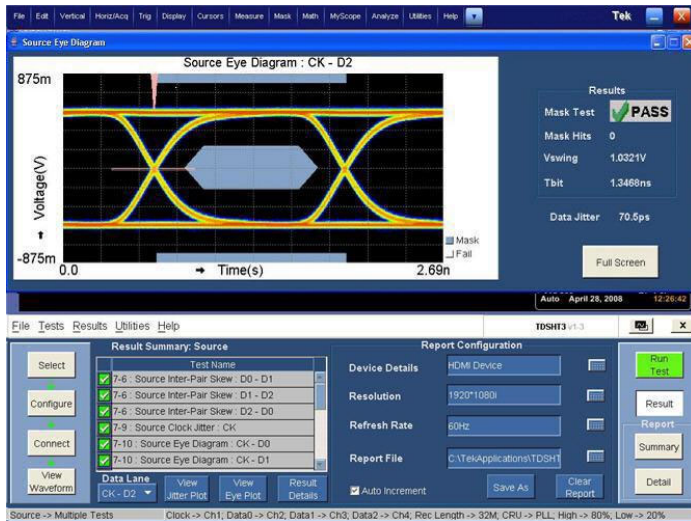 File Edit Vertical Horiz/Acq Trig Display Cursors Measure Mask Math MyScope Analyze Utilities Help Tek
Source Eye Diagram
Source Eye Diagram : CK - D2
875m
Voltage(V)
-875m
0.0
Time(s)
2.69n
Mask
Fail
Results
Mask Test PASS
Mask Hits 0
Vswing 1.0321V
Tbit 1.3468ns
Data Jitter 70.5ps
Full Screen
Auto April 28, 2008 12:26:42
File Tests Results Utilities Help TDSHT3 v1-3 x
Select
Configure
Connect
View
Waveform
Result Summary: Source
Test Name
7-6 : Source Inter-Pair Skew : D0 - D1
7-6 : Source Inter-Pair Skew : D1 - D2
7-6 : Source Inter-Pair Skew : D2 - D0
7-9 : Source Clock Jitter : CK
7-10 : Source Eye Diagram : CK - D0
7-10 : Source Eye Diagram : CK - D1
Data Lane
CK - D2
View
Jitter Plot
View
Eye Plot
Result
Details
Report Configuration
Device Details HDMI Device
Resolution 1920*1080i
Refresh Rate 60Hz
Report File C:\TekApplications\TDSHT
Auto Increment
Save As
Clear
Report
Run
Test
Result
Report
Summary
Detail
Source -> Multiple Tests Clock -> Ch1, Data0 -> Ch2, Data1 -> Ch3, Data2 -> Ch4; Rec Length -> 32M, CRU -> PLL; High -> 80%, Low -> 20%